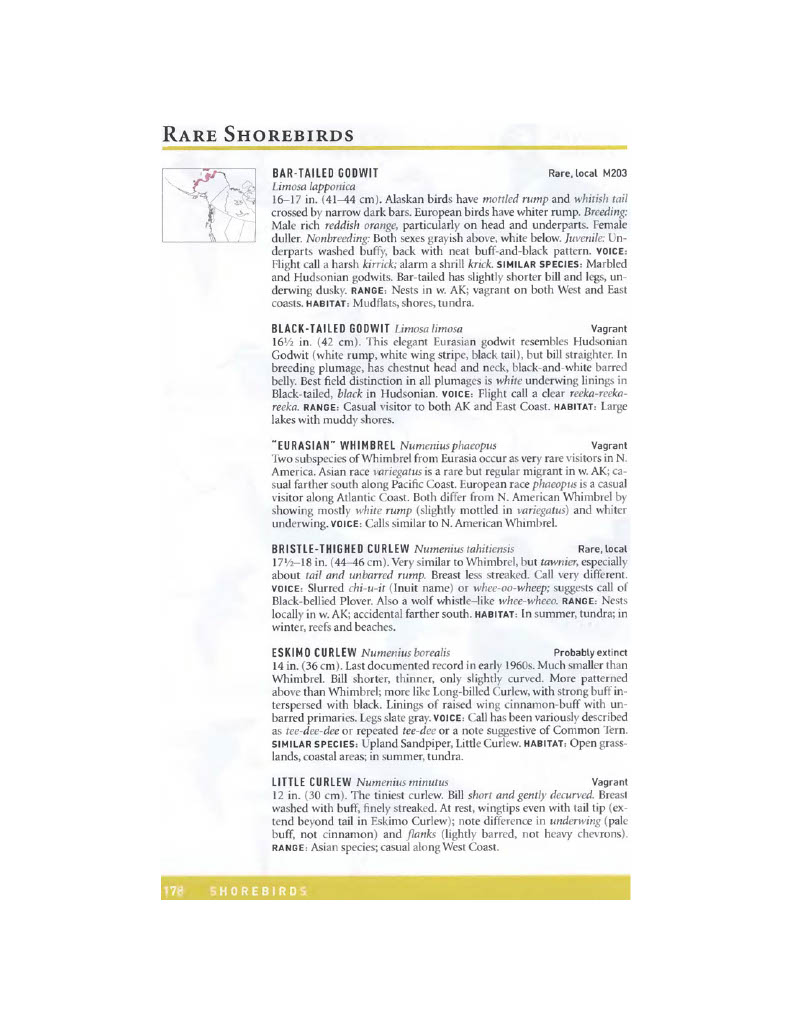 RARE SHOREBIRDS
BAR-TAILED GODWIT Rare, local M203
Limosa lapponica
16–17 in. (41–44 cm). Alaskan birds have mottled rump and whitish tail
crossed by narrow dark bars. European birds have whiter rump. Breeding:
Male rich reddish orange, particularly on head and underparts. Female
duller. Nonbreeding: Both sexes grayish above, white below. Juvenile: Un-
derparts washed buffy, back with neat buff-and-black pattern. VOICE:
Flight call a harsh kirrick; alarm a shrill krick. SIMILAR SPECIES: Marbled
and Hudsonian godwits. Bar-tailed has slightly shorter bill and legs, un-
derwing dusky. RANGE: Nests in w. AK; vagrant on both West and East
coasts. HABITAT: Mudflats, shores, tundra.
BLACK-TAILED GODWIT Limosa limosa Vagrant
16½ in. (42 cm). This elegant Eurasian godwit resembles Hudsonian
Godwit (white rump, white wing stripe, black tail), but bill straighter. In
breeding plumage, has chestnut head and neck, black-and-white barred
belly. Best field distinction in all plumages is white underwing linings in
Black-tailed, black in Hudsonian. VOICE: Flight call a clear reeka-reeka-
reeka. RANGE: Casual visitor to both AK and East Coast. HABITAT: Large
lakes with muddy shores.
"EURASIAN" WHIMBREL Numenius phaeopus Vagrant
Two subspecies of Whimbrel from Eurasia occur as very rare visitors in N.
America. Asian race variegatus is a rare but regular migrant in w. AK; ca-
sual farther south along Pacific Coast. European race phaeopus is a casual
visitor along Atlantic Coast. Both differ from N. American Whimbrel by
showing mostly white rump (slightly mottled in variegatus) and whiter
underwing. VOICE: Calls similar to N. American Whimbrel.
BRISTLE-THIGHED CURLEW Numenius tahitiensis Rare, local
17½–18 in. (44–46 cm). Very similar to Whimbrel, but tawnier, especially
about tail and unbarred rump. Breast less streaked. Call very different.
VOICE: Slurred chi-u-it (Inuit name) or whee-oo-wheep; suggests call of
Black-bellied Plover. Also a wolf whistle–like whee-wheeo. RANGE: Nests
locally in w. AK; accidental farther south. HABITAT: In summer, tundra; in
winter, reefs and beaches.
ESKIMO CURLEW Numenius borealis Probably extinct
14 in. (36 cm). Last documented record in early 1960s. Much smaller than
Whimbrel. Bill shorter, thinner, only slightly curved. More patterned
above than Whimbrel; more like Long-billed Curlew, with strong buff in-
terspersed with black. Linings of raised wing cinnamon-buff with un-
barred primaries. Legs slate gray. VOICE: Call has been variously described
as tee-dee-dee or repeated tee-dee or a note suggestive of Common Tern.
SIMILAR SPECIES: Upland Sandpiper, Little Curlew. HABITAT: Open grass-
lands, coastal areas; in summer, tundra.
LITTLE CURLEW Numenius minutus Vagrant
12 in. (30 cm). The tiniest curlew. Bill short and gently decurved. Breast
washed with buff, finely streaked. At rest, wingtips even with tail tip (ex-
tend beyond tail in Eskimo Curlew); note difference in underwing (pale
buff, not cinnamon) and flanks (lightly barred, not heavy chevrons).
RANGE: Asian species; casual along West Coast.
178 SHOREBIRDS